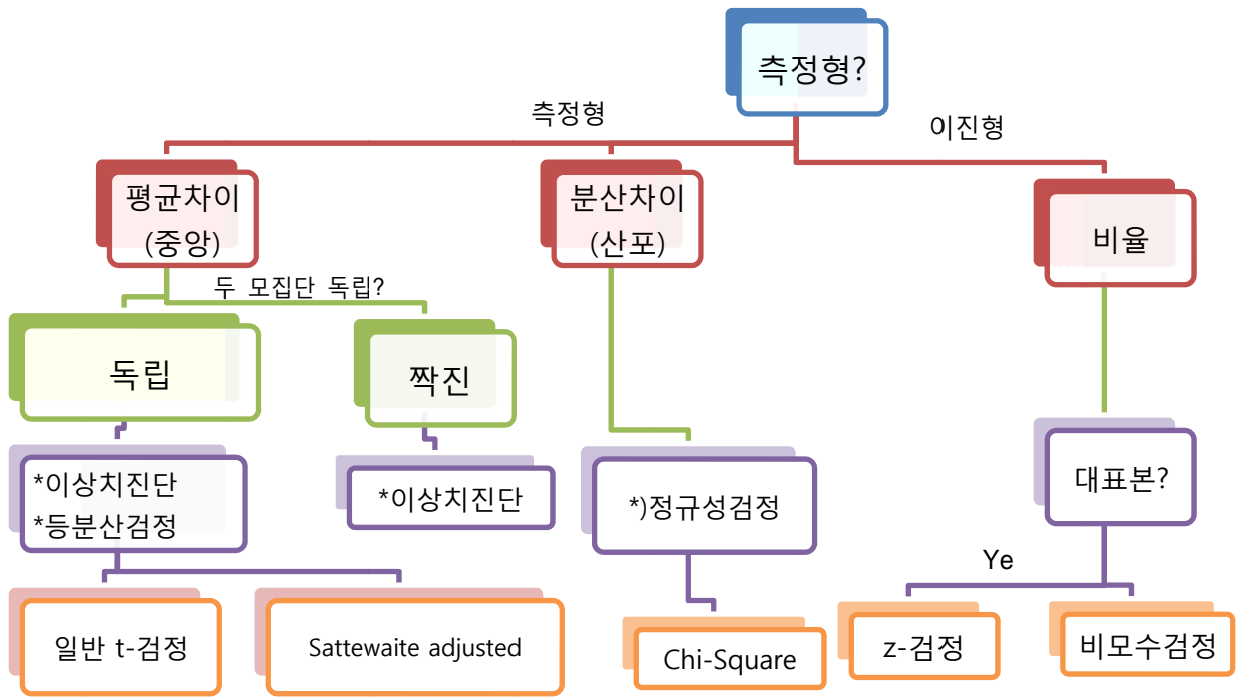 측정형?
측정형
이진형
평균차이
(중앙)
분산차이
(산포)
비율
두 모집단 독립?
독립
짝진
*이상치진단
*등분산검정
*이상치진단
*)정규성검정
대표본?
Ye
일반 t-검정
Sattewaite adjusted
Chi-Square
z-검정
비모수검정